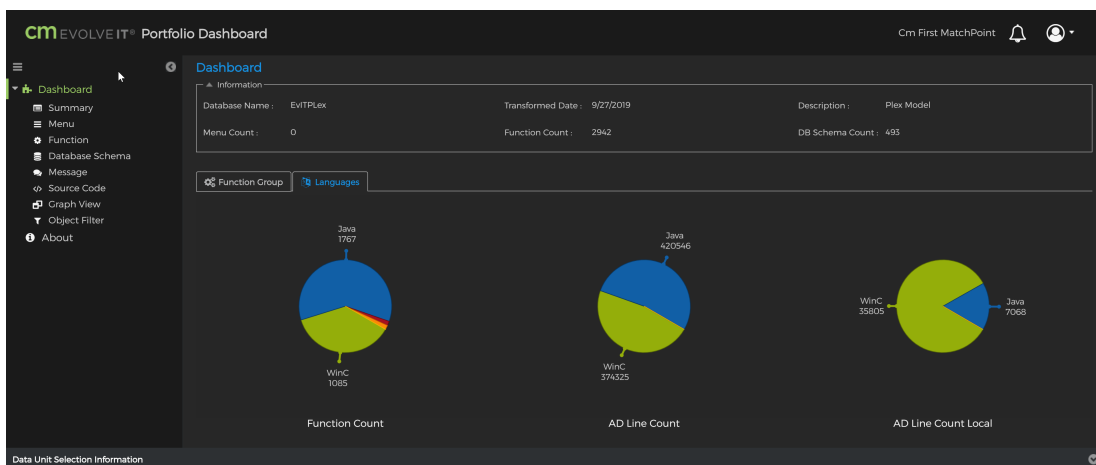 cm EVOLVE IT® Portfolio Dashboard
Cm First MatchPoint
Dashboard
Summary
Menu
Function
Database Schema
Message
Source Code
Graph View
Object Filter
About
Dashboard
Information
Database Name : EvITPLex Transformed Date : 9/27/2019 Description : Plex Model
Menu Count : 0 Function Count : 2942 DB Schema Count : 493
Function Group Languages
Java
1767
WinC
1085
Function Count
Java
420546
WinC
374325
AD Line Count
WinC
35805
Java
7068
AD Line Count Local
Data Unit Selection Information